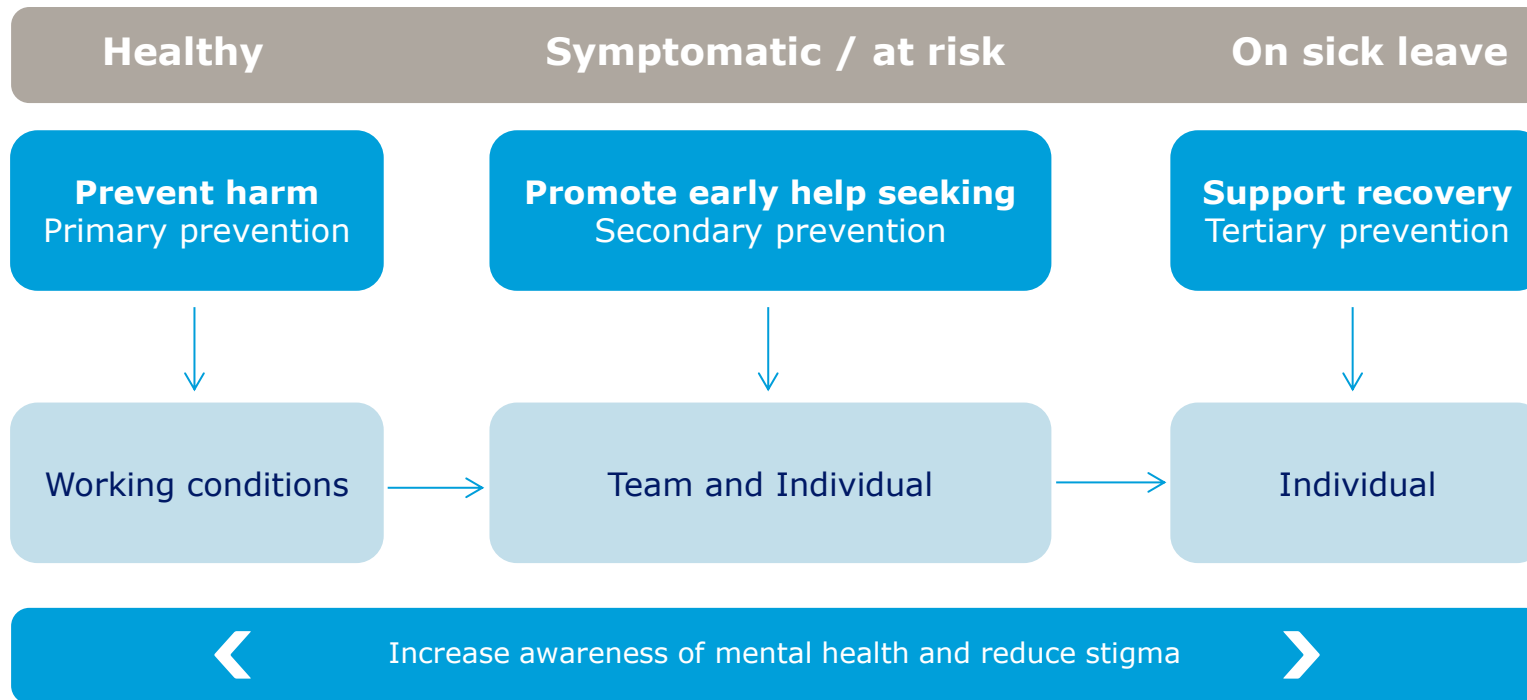 Healthy
Symptomatic / at risk
On sick leave
Prevent harm
Primary prevention
Promote early help seeking
Secondary prevention
Support recovery
Tertiary prevention
Working conditions
Team and Individual
Individual
Increase awareness of mental health and reduce stigma